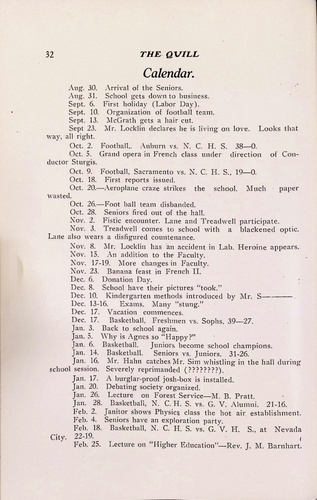 32 THE QUILL
Calendar.
Aug. 30. Arrival of the Seniors.
Aug. 31. School gets down to business.
Sept. 6. First holiday (Labor Day).
Sept. 10. Organization of football team.
Sept. 13. McGrath gets a hair cut.
Sept 23. Mr. Locklin declares he is living on love. Looks that
way, all right.
Oct. 2. Football, Auburn vs. N. C. H. S. 38—0.
Oct. 5. Grand opera in French class under direction of Con-
ductor Sturgis.
Oct. 9. Football, Sacramento vs. N. C. H. S., 19—0.
Oct. 18. First reports issued.
Oct. 20.—Aeroplane craze strikes the school. Much paper
wasted.
Oct. 26.—Foot ball team disbanded.
Oct. 28. Seniors fired out of the hall.
Nov. 2. Fistic encounter. Lane and Treadwell participate.
Nov. 3. Treadwell comes to school with a blackened optic.
Lane also wears a disfigured countenance.
Nov. 8. Mr. Locklin has an accident in Lab. Heroine appears.
Nov. 15. An addition to the Faculty.
Nov. 17-19. More changes in Faculty.
Nov. 23. Banana feast in French II.
Dec. 6. Donation Day.
Dec. 8. School have their pictures "took."
Dec. 10. Kindergarten methods introduced by Mr. S———
Dec. 13-16. Exams. Many "stung."
Dec. 17. Vacation commences.
Dec. 17. Basketball, Freshmen vs. Sophs, 39—27.
Jan. 3. Back to school again.
Jan. 5. Why is Agnes so "Happy?"
Jan. 6. Basketball. Juniors become school champions.
Jan. 14. Basketball. Seniors vs. Juniors. 31-26.
Jan. 16. Mr. Hahn catches Mr. Sim whistling in the hall during
school session. Severely reprimanded (????????).
Jan. 17. A burglar-proof josh-box is installed.
Jan. 20. Debating society organized.
Jan. 26. Lecture on Forest Service—M. B. Pratt.
Jan. 28. Basketball, N. C. H. S. vs. G. V. Alumni. 21-16.
Feb. 2. Janitor shows Physics class the hot air establishment.
Feb. 4. Seniors have an exploration party.
Feb. 18. Basketball, N. C. H. S. vs. G. V. H. S., at Nevada
City. 22-19.
Feb. 25. Lecture on "Higher Education"—Rev. J. M. Barnhart.